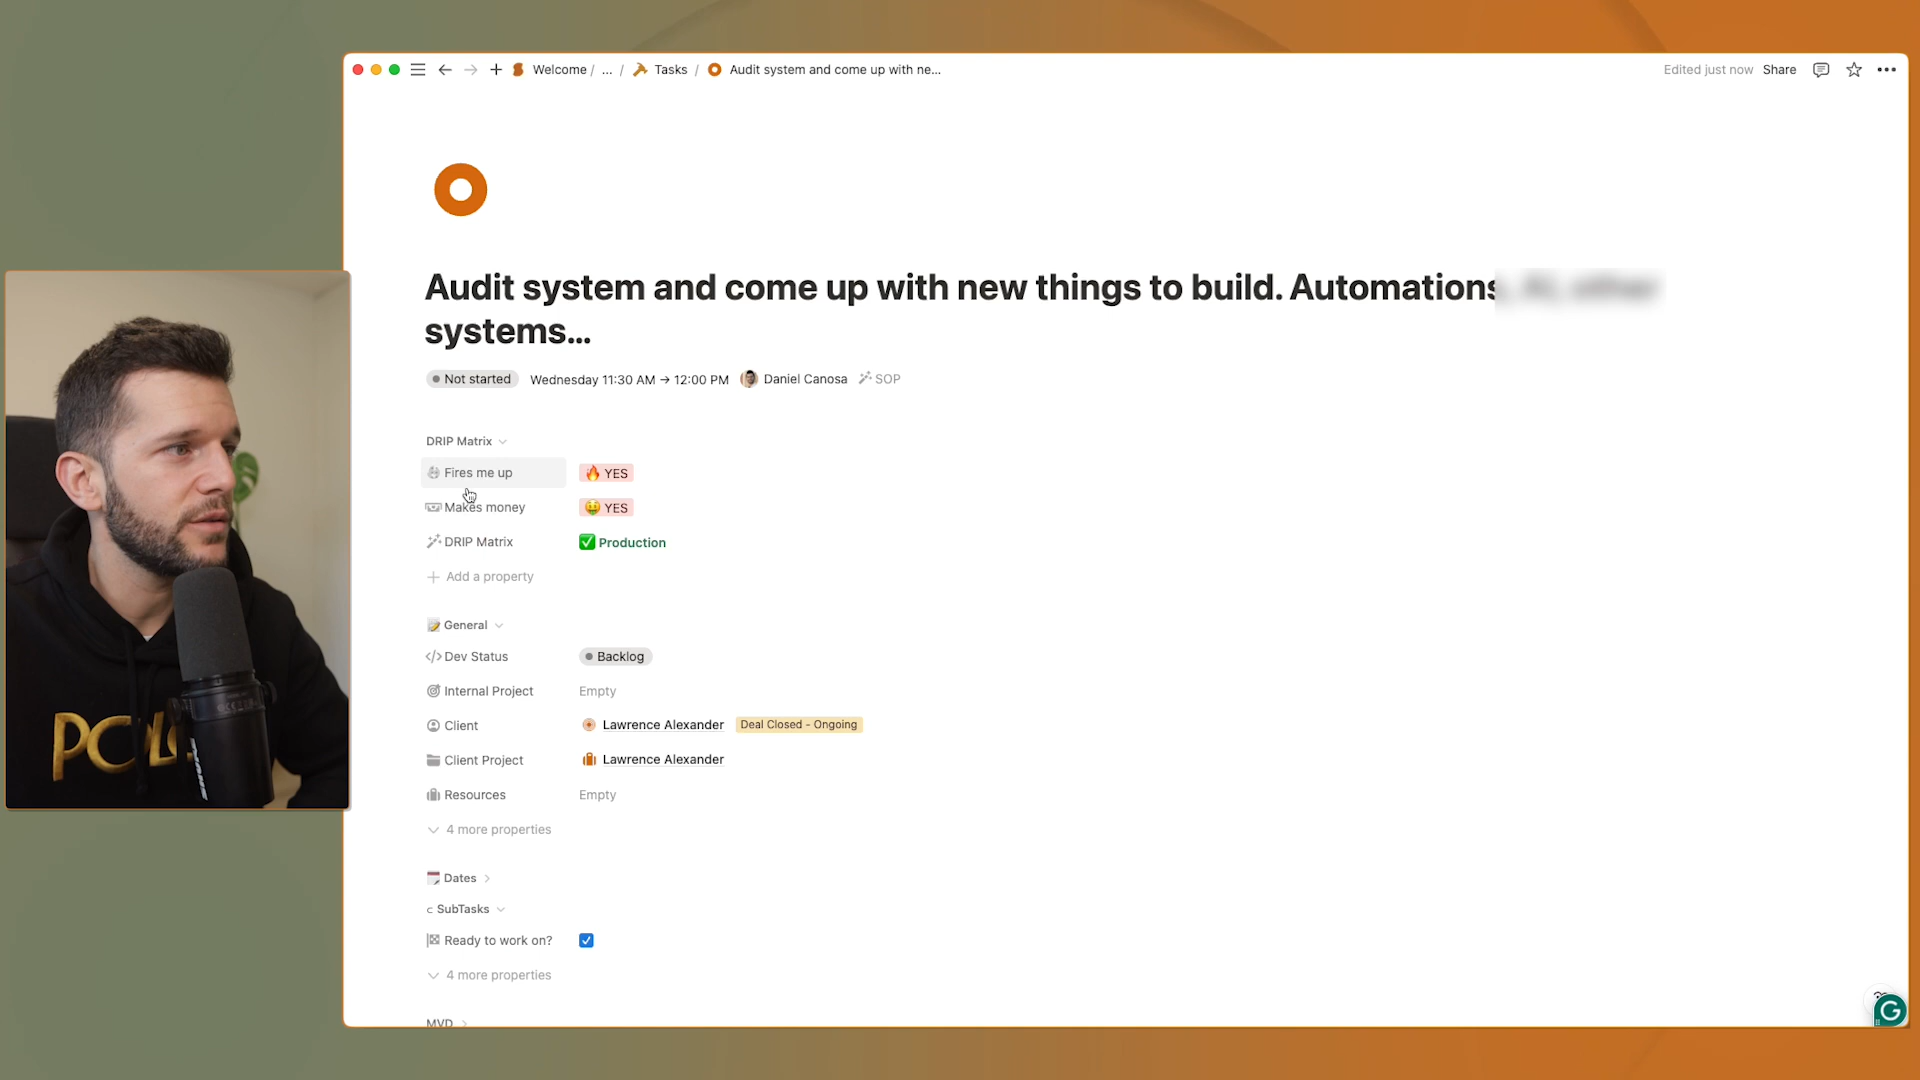 Welcome / ... / Tasks / Audit system and come up with ne...
Edited just now Share
Audit system and come up with new things to build. Automations
systems...
Not started Wednesday 11:30 AM → 12:00 PM Daniel Canosa SOP
DRIP Matrix
Fires me up 🔥 YES
Makes money 🤑 YES
DRIP Matrix ✅ Production
Add a property
General
Dev Status Backlog
Internal Project Empty
Client Lawrence Alexander Deal Closed - Ongoing
Client Project Lawrence Alexander
Resources Empty
4 more properties
Dates
SubTasks
Ready to work on?
4 more properties
MVD